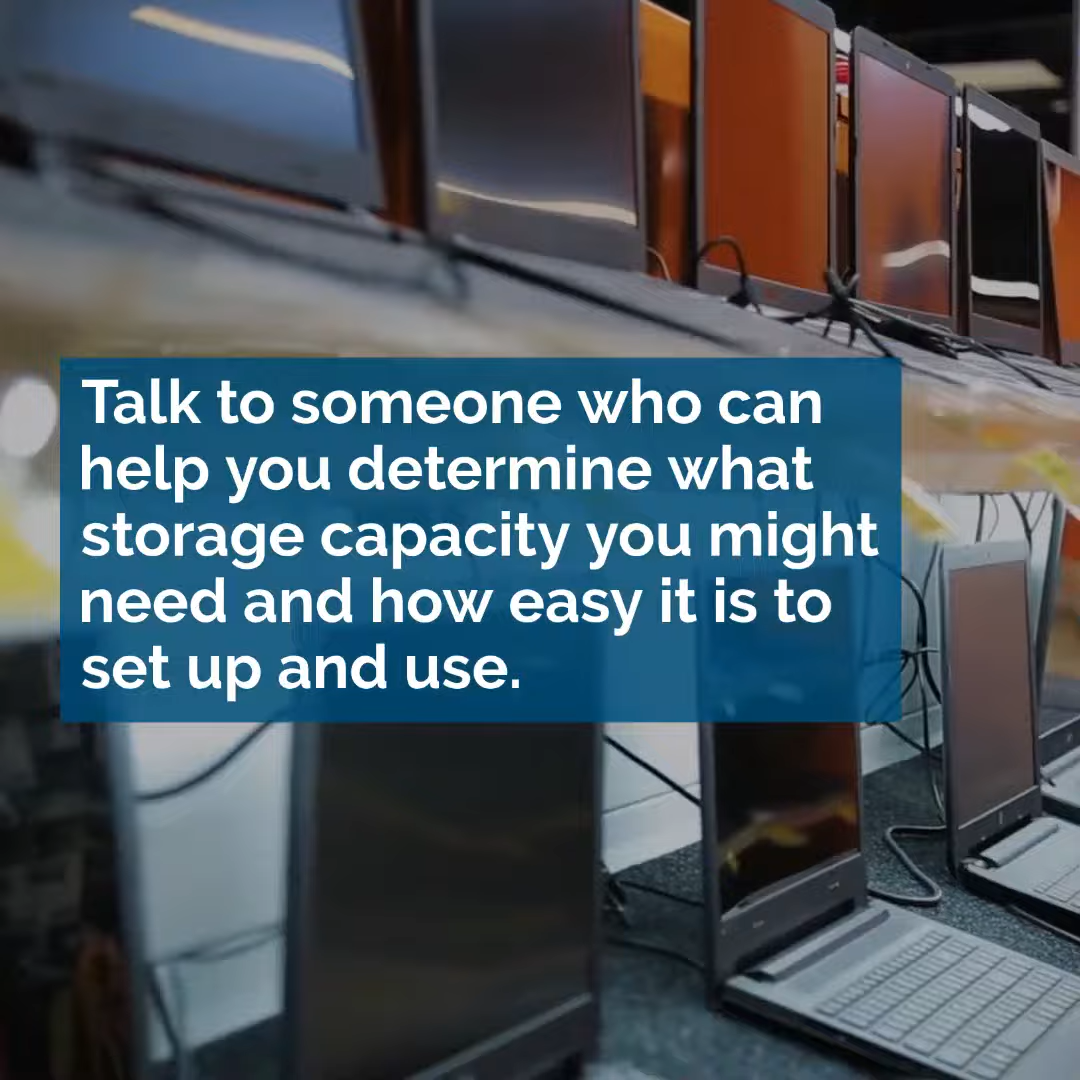 Talk to someone who can
help you determine what
storage capacity you might
need and how easy it is to
set up and use.